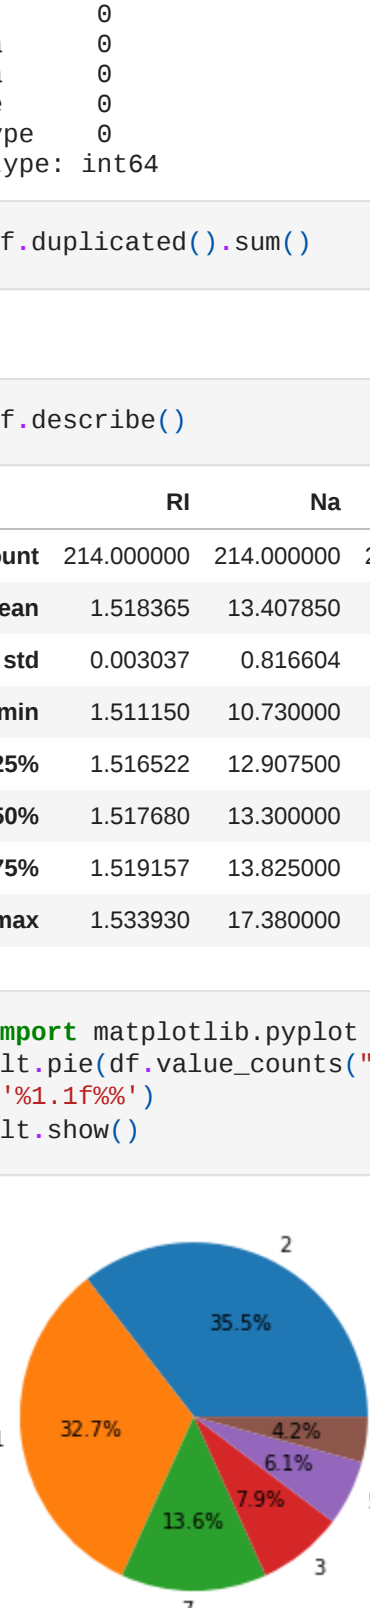 0
0
0
0
ype 0
ype: int64
f.duplicated().sum()
f.describe()
RI Na
unt 214.000000 214.000000 2
ean 1.518365 13.407850
std 0.003037 0.816604
min 1.511150 10.730000
25% 1.516522 12.907500
50% 1.517680 13.300000
75% 1.519157 13.825000
max 1.533930 17.380000
mport matplotlib.pyplot
lt.pie(df.value_counts("
'%1.1f%%')
lt.show()
2
35.5%
32.7%
4.2%
6.1%
7.9%
13.6%
3
7